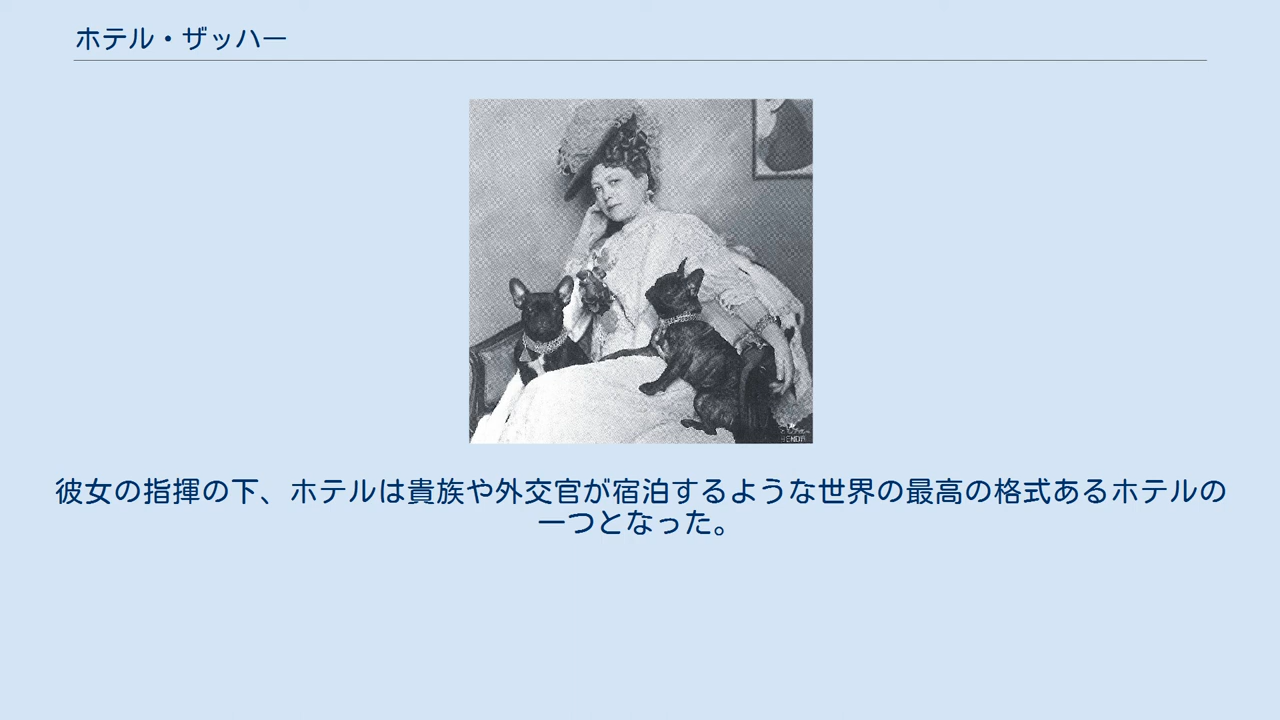 ホテル・ザッハー
彼女の指揮の下、ホテルは貴族や外交官が宿泊するような世界の最高の格式あるホテルの
一つとなった。